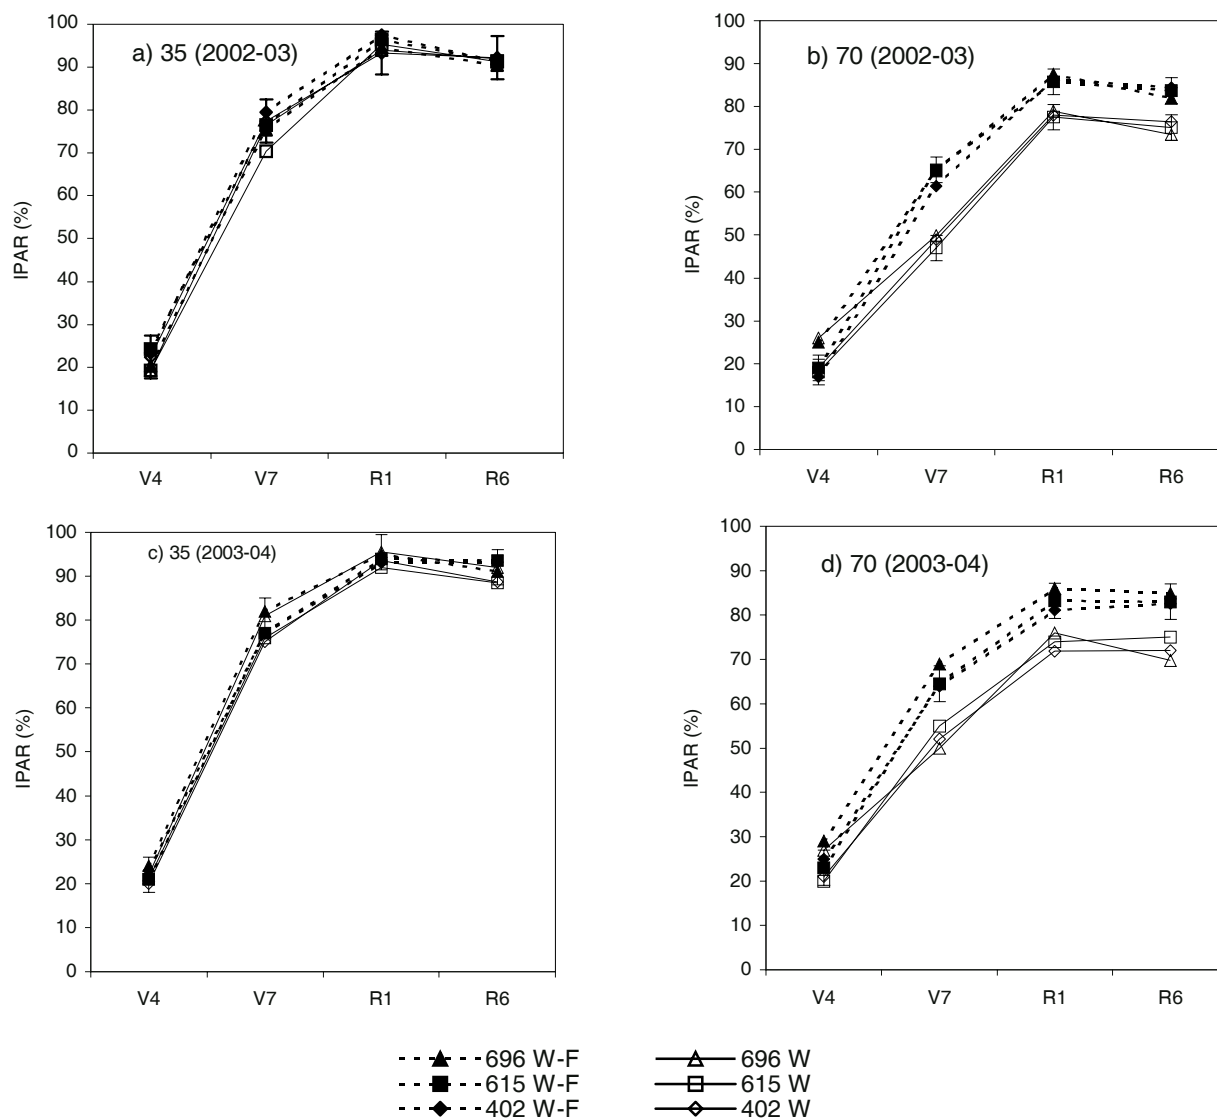 a) 35 (2002-03)
IPAR (%)
100
90
80
70
60
50
40
30
20
10
0
V4 V7 R1 R6
b) 70 (2002-03)
IPAR (%)
100
90
80
70
60
50
40
30
20
10
0
V4 V7 R1 R6
c) 35 (2003-04)
IPAR (%)
100
90
80
70
60
50
40
30
20
10
0
V4 V7 R1 R6
d) 70 (2003-04)
IPAR (%)
100
90
80
70
60
50
40
30
20
10
0
V4 V7 R1 R6
696 W-F 696 W
615 W-F 615 W
402 W-F 402 W